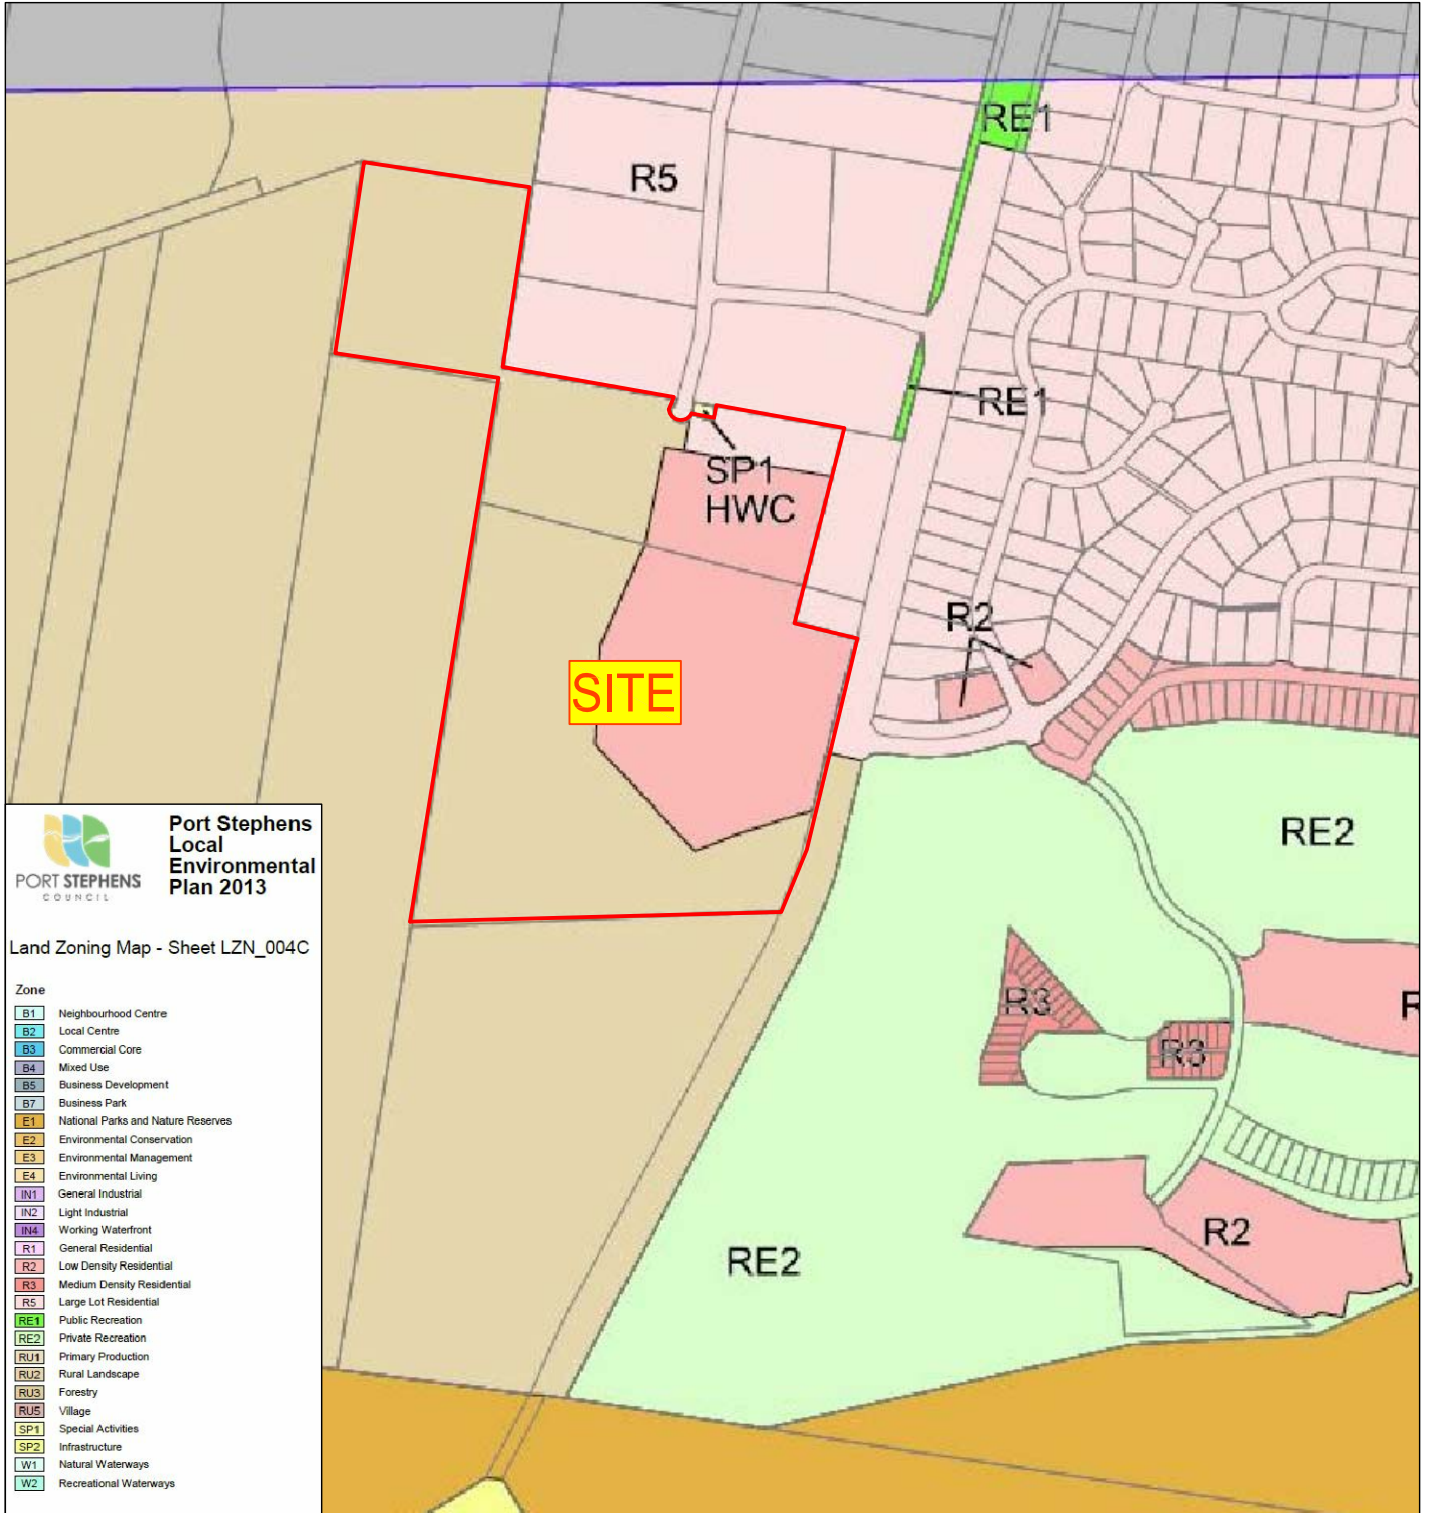 RE1
R5
RE1
SP1
HWC
R2
SITE
RE2
PORT STEPHENS
COUNCIL
Port Stephens
Local
Environmental
Plan 2013
Land Zoning Map - Sheet LZN_004C
R3
R3
R
R2
RE2
Zone
B1 Neighbourhood Centre
B2 Local Centre
B3 Commercial Core
B4 Mixed Use
B5 Business Development
B7 Business Park
E1 National Parks and Nature Reserves
E2 Environmental Conservation
E3 Environmental Management
E4 Environmental Living
IN1 General Industrial
IN2 Light Industrial
IN4 Working Waterfront
R1 General Residential
R2 Low Density Residential
R3 Medium Density Residential
R5 Large Lot Residential
RE1 Public Recreation
RE2 Private Recreation
RU1 Primary Production
RU2 Rural Landscape
RU3 Forestry
RU5 Village
SP1 Special Activities
SP2 Infrastructure
W1 Natural Waterways
W2 Recreational Waterways